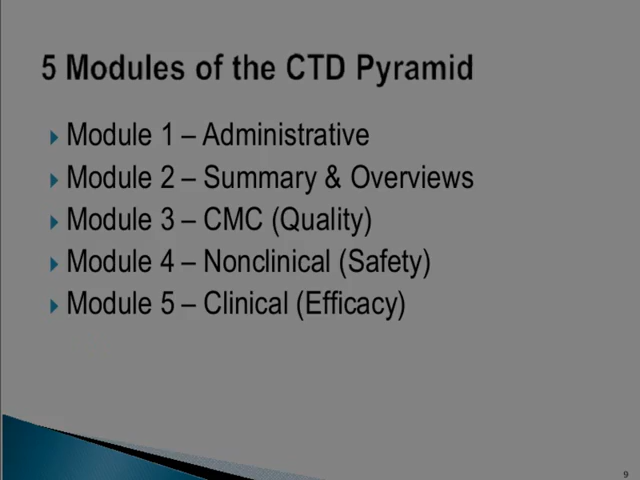 5 Modules of the CTD Pyramid
Module 1 – Administrative
Module 2 – Summary & Overviews
Module 3 – CMC (Quality)
Module 4 – Nonclinical (Safety)
Module 5 – Clinical (Efficacy)
9